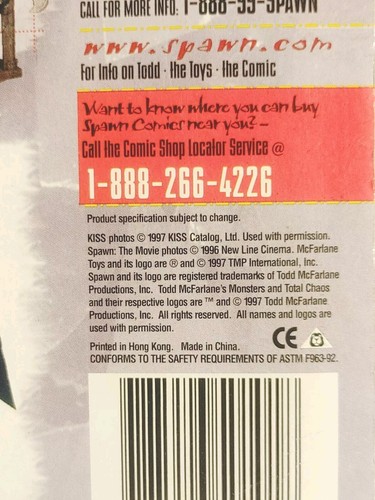 CALL FOR MORE INFO: 1-888-55-SPAWN
www.spawn.com
For Info on Todd · the Toys · the Comic
Want to know where you can buy
Spawn Comics near you? –
Call the Comic Shop Locator Service @
1-888-266-4226
Product specification subject to change.
KISS photos © 1997 KISS Catalog, Ltd. Used with permission.
Spawn: The Movie photos © 1996 New Line Cinema. McFarlane
Toys and its logo are ® and © 1997 TMP International, Inc.
Spawn and its logo are registered trademarks of Todd McFarlane
Productions, Inc. Todd McFarlane's Monsters and Total Chaos
and their respective logos are ™ and © 1997 Todd McFarlane
Productions, Inc. All rights reserved. All names and logos are
used with permission.
Printed in Hong Kong. Made in China.
CE
CONFORMS TO THE SAFETY REQUIREMENTS OF ASTM F963-92.